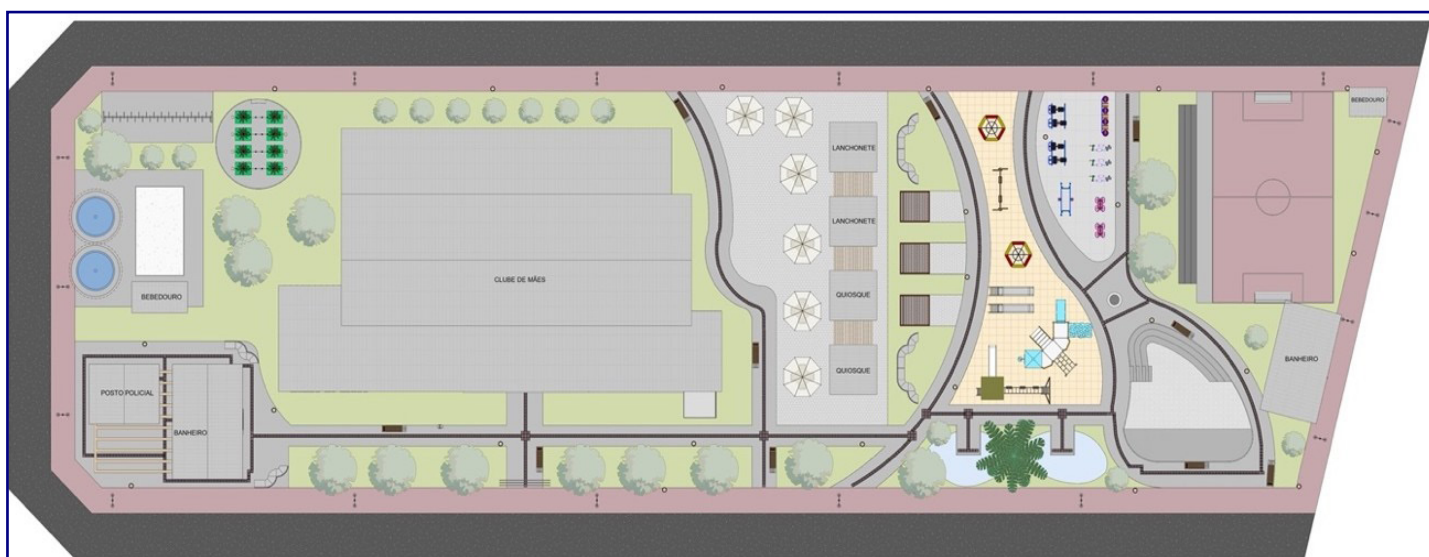 BEBEDOURO
LANCHONETE
LANCHONETE
CLUBE DE MÃES
QUIOSQUE
BEBEDOURO
BANHEIRO
QUIOSQUE
POSTO POLICIAL
BANHEIRO